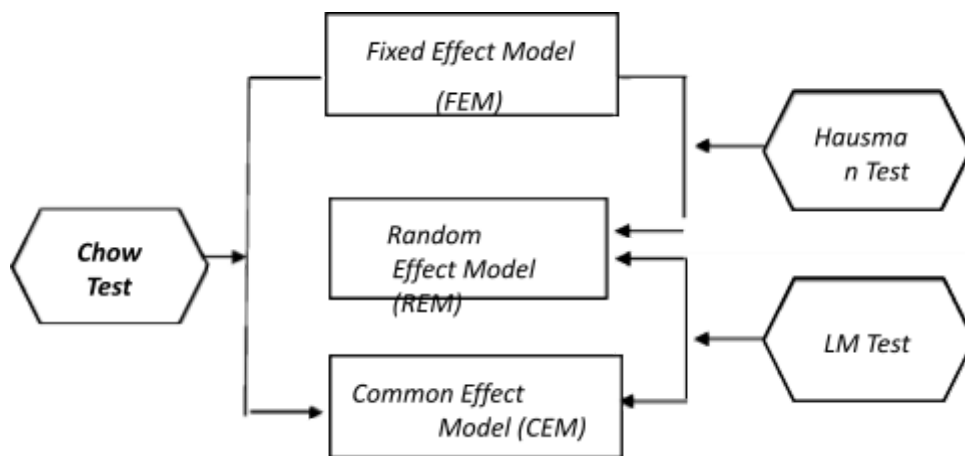 Fixed Effect Model
(FEM)
Hausma
n Test
Chow
Test
Random
Effect Model
(REM)
LM Test
Common Effect
Model (CEM)